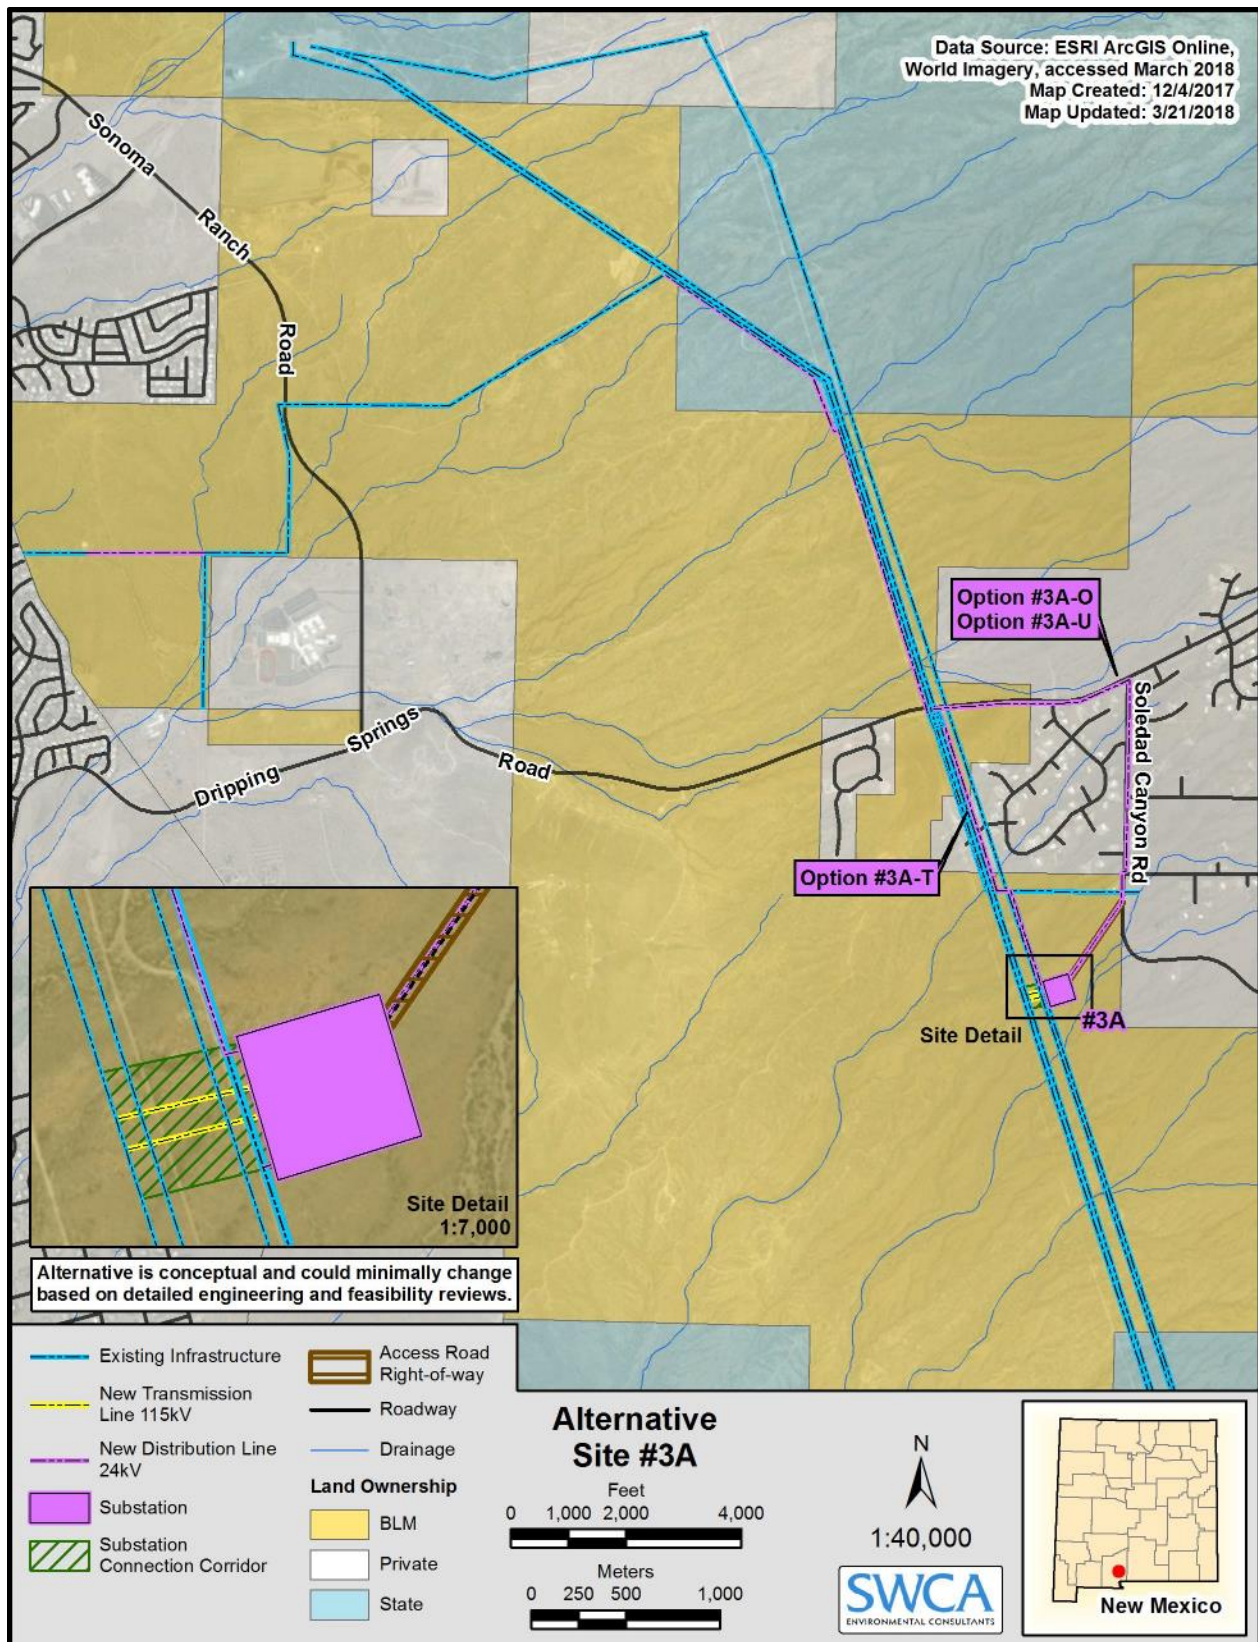 Data Source: ESRI ArcGIS Online,
World Imagery, accessed March 2018
Map Created: 12/4/2017
Map Updated: 3/21/2018
Sonoma
Ranch
Road
Option #3A-O
Option #3A-U
Soledad Canyon Rd
Springs
Dripping
Road
Option #3A-T
#3A
Site Detail
Site Detail
1:7,000
Alternative is conceptual and could minimally change
based on detailed engineering and feasibility reviews.
Existing Infrastructure
New Transmission
Line 115kV
New Distribution Line
24kV
Substation
Substation
Connection Corridor
Access Road
Right-of-way
Roadway
Drainage
Land Ownership
BLM
Private
State
Alternative
Site #3A
Feet
0 1,000 2,000 4,000
Meters
0 250 500 1,000
N
1:40,000
SWCA
ENVIRONMENTAL CONSULTANTS
New Mexico